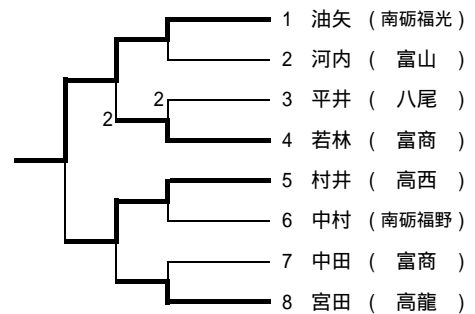 1 油矢 (南砺福光)
2 河内 ( 富山 )
2
3 平井 ( 八尾 )
2
4 若林 ( 富商 )
5 村井 ( 高西 )
6 中村 (南砺福野)
7 中田 ( 富商 )
8 宮田 ( 高龍 )